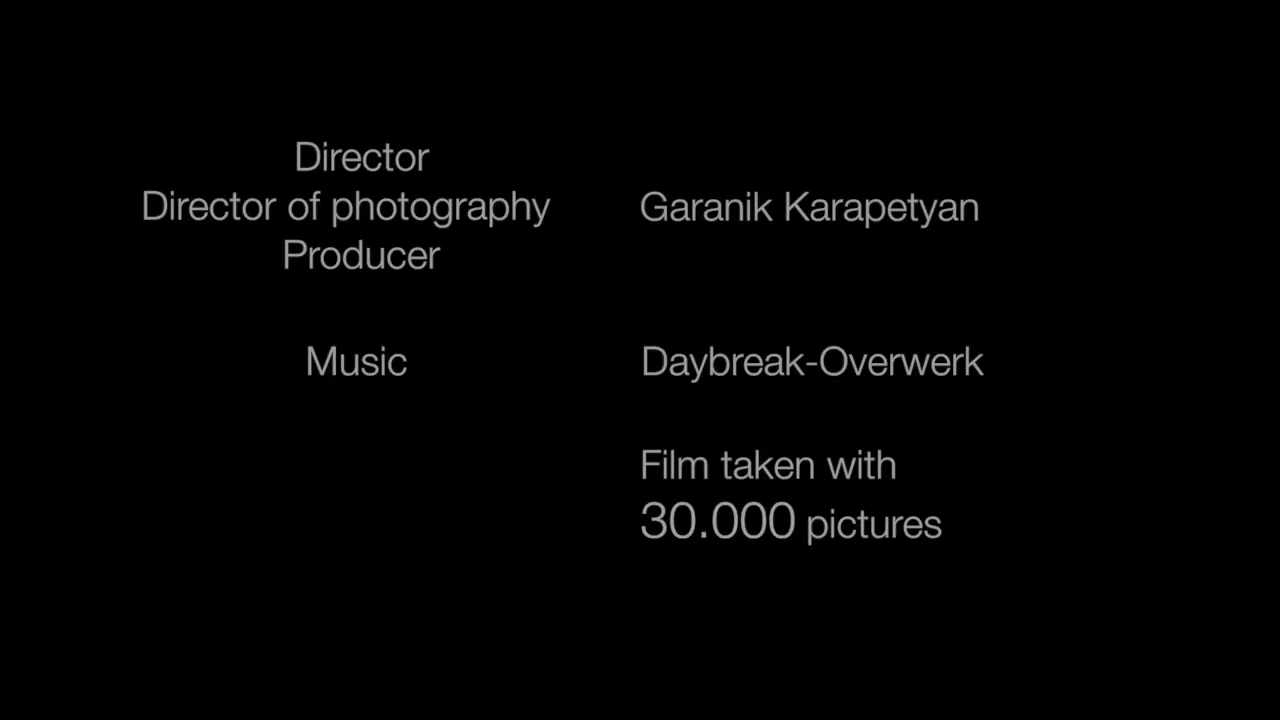 Director
Director of photography
Garanik Karapetyan
Producer
Music
Daybreak-Overwerk
Film taken with
30.000 pictures